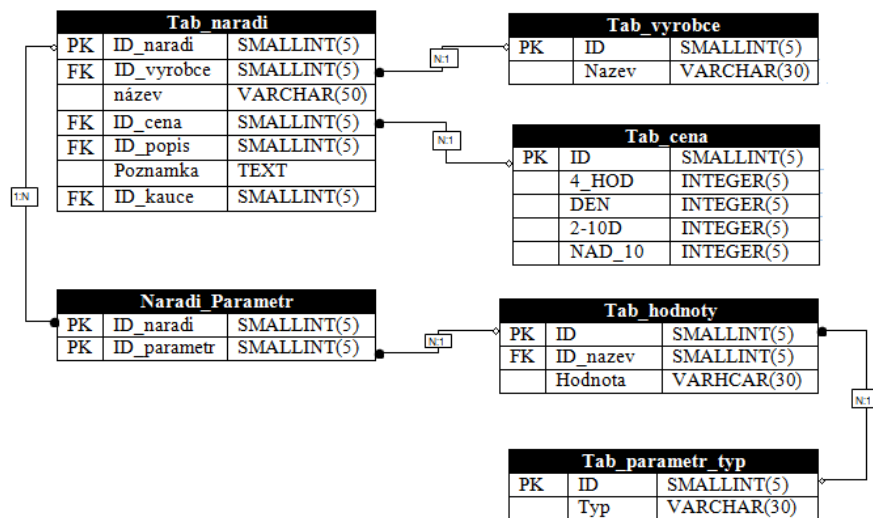 Tab_naradi
PK ID_naradi SMALLINT(5)
FK ID_vyrobce SMALLINT(5)
název VARCHAR(50)
FK ID_cena SMALLINT(5)
FK ID_popis SMALLINT(5)
Poznamka TEXT
FK ID_kauce SMALLINT(5)
N:1
Tab_vyrobce
PK ID SMALLINT(5)
Nazev VARCHAR(30)
N:1
Tab_cena
PK ID SMALLINT(5)
4_HOD INTEGER(5)
DEN INTEGER(5)
2-10D INTEGER(5)
NAD_10 INTEGER(5)
1:N
Naradi_Parametr
PK ID_naradi SMALLINT(5)
PK ID_parametr SMALLINT(5)
N:1
Tab_hodnoty
PK ID SMALLINT(5)
FK ID_nazev SMALLINT(5)
Hodnota VARHCAR(30)
N:1
Tab_parametr_typ
PK ID SMALLINT(5)
Typ VARCHAR(30)